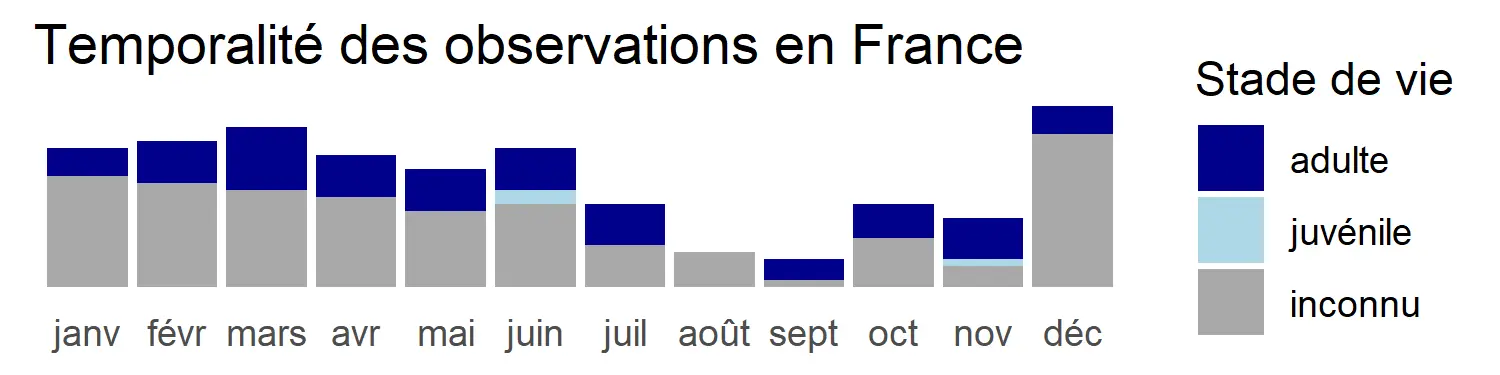 Temporalité des observations en France
Stade de vie
adulte
juvénile
inconnu
janv févr mars avr mai juin juil août sept oct nov déc